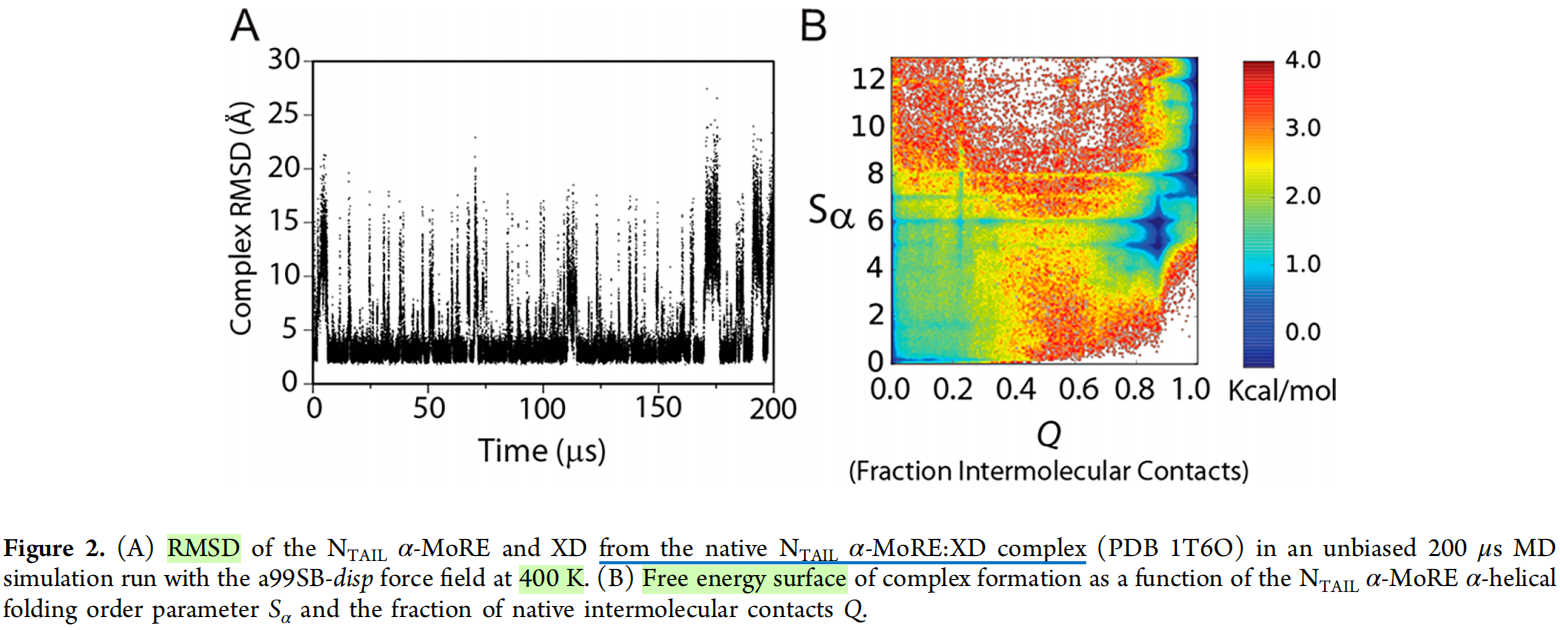 A
B
30
25
20
15
10
5
0
Complex RMSD (Å)
0 50 100 150 200
Time (μs)
12
10
8
6
4
2
0
Sα
0.0 0.2 0.4 0.6 0.8 1.0
Q
(Fraction Intermolecular Contacts)
4.0
3.0
2.0
1.0
0.0
Kcal/mol
Figure 2. (A) RMSD of the NTAIL α-MoRE and XD from the native NTAIL α-MoRE:XD complex (PDB 1T6O) in an unbiased 200 μs MD
simulation run with the a99SB-disp force field at 400 K. (B) Free energy surface of complex formation as a function of the NTAIL α-MoRE α-helical
folding order parameter Sα and the fraction of native intermolecular contacts Q.